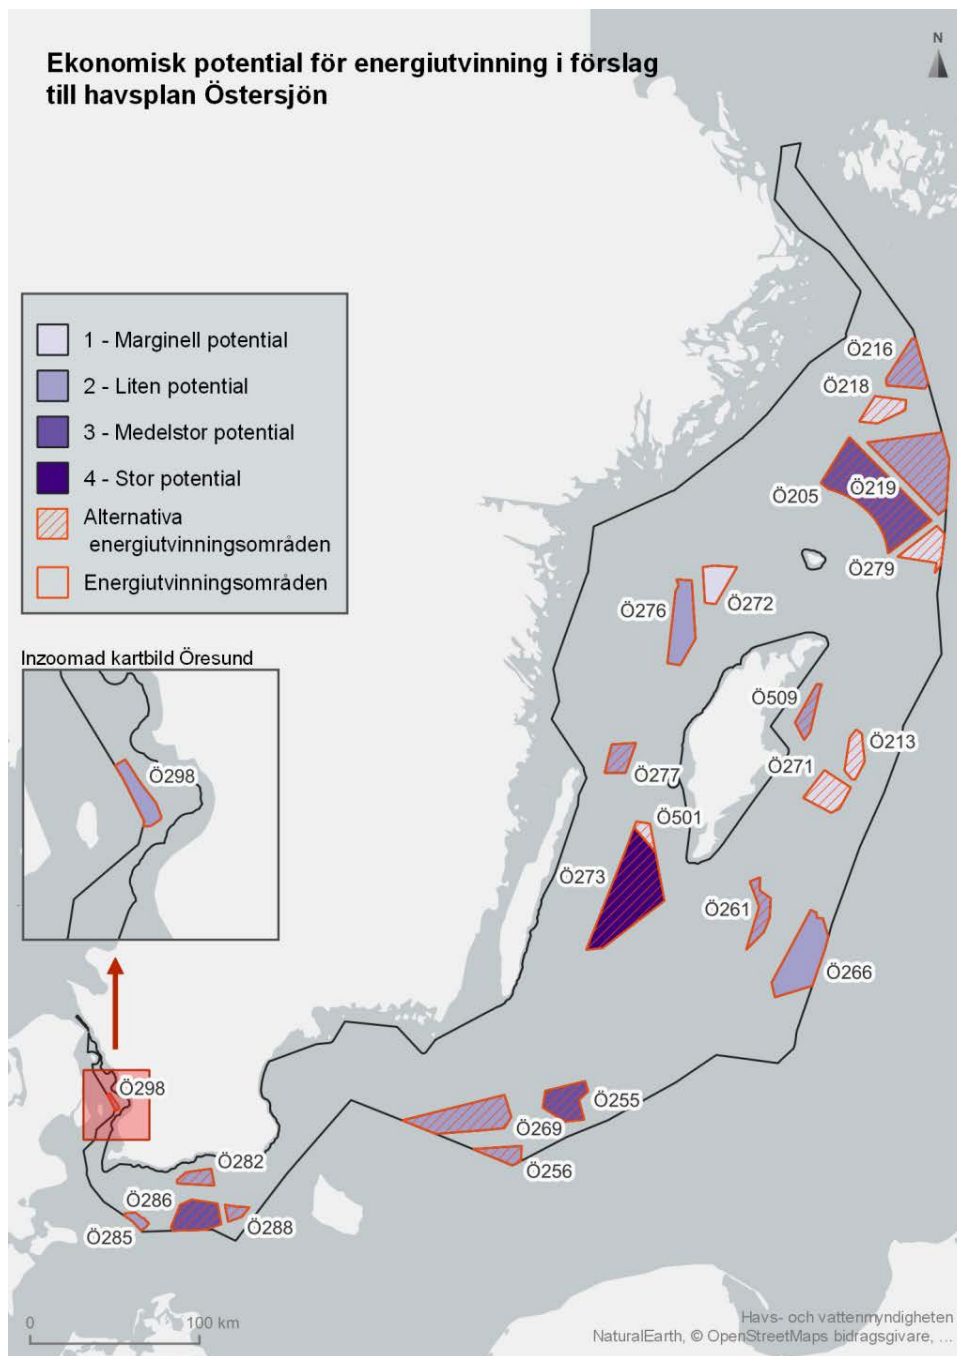 Ekonomisk potential för energiutvinning i förslag
till havsplan Östersjön
N
1 - Marginell potential
2 - Liten potential
3 - Medelstor potential
4 - Stor potential
Alternativa
energiutvinningsområden
Energiutvinningsområden
Inzoomad kartbild Öresund
Ö298
Ö216
Ö218
Ö219
Ö205
Ö279
Ö276
Ö272
Ö509
Ö213
Ö271
Ö277
Ö501
Ö273
Ö261
Ö266
Ö298
Ö255
Ö269
Ö256
Ö282
Ö286
Ö285
Ö288
0 100 km
Havs- och vattenmyndigheten
NaturalEarth, © OpenStreetMaps bidragsgivare, ...